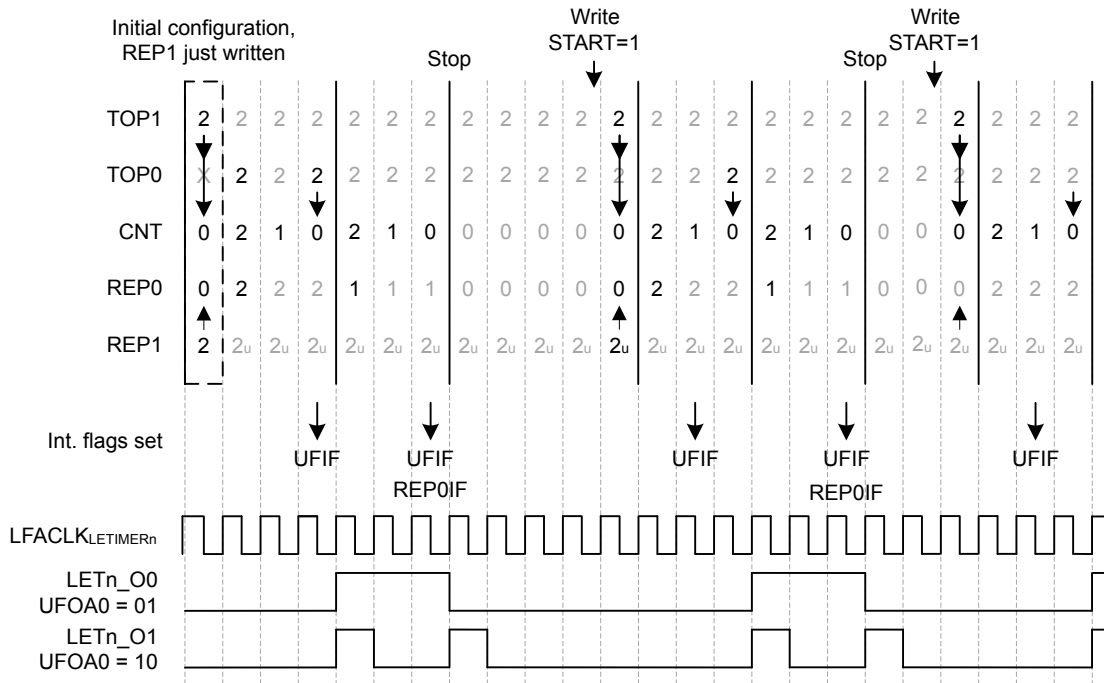 Initial configuration,
REP1 just written
Stop
Write
START=1
Stop
Write
START=1
TOP1 2 2 2 2 2 2 2 2 2 2 2 2 2 2 2 2 2 2 2 2 2 2 2 2
TOP0 X 2 2 2 2 2 2 2 2 2 2 2 2 2 2 2 2 2 2 2 2 2 2 2
CNT 0 2 1 0 2 1 0 0 0 0 0 0 2 1 0 2 1 0 0 0 0 2 1 0
REP0 0 2 2 2 1 1 1 0 0 0 0 0 2 2 2 1 1 1 0 0 0 2 2 2
REP1 2 2u 2u 2u 2u 2u 2u 2u 2u 2u 2u 2u 2u 2u 2u 2u 2u 2u 2u 2u 2u 2u 2u 2u
Int. flags set
UFIF UFIF UFIF UFIF UFIF
REP0IF REP0IF
LFACLKLETIMERn
LETn_O0
UFOA0 = 01
LETn_O1
UFOA0 = 10